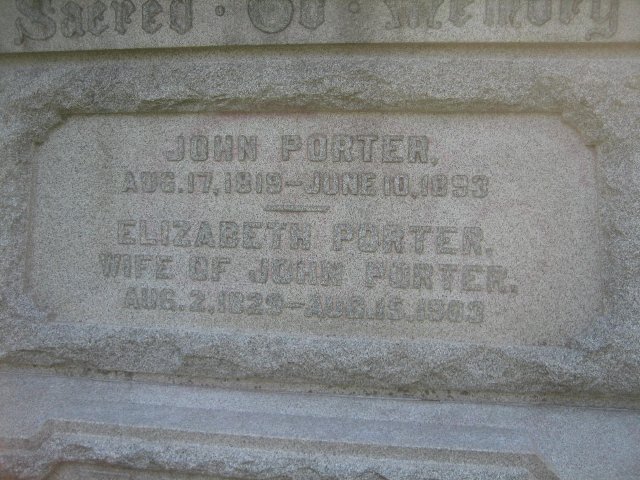 Sacred · To · Memory
JOHN PORTER,
AUG. 17, 1819–JUNE 10, 1893
ELIZABETH PORTER,
WIFE OF JOHN PORTER.
AUG. 2, 1829–AUG. 15, 1903